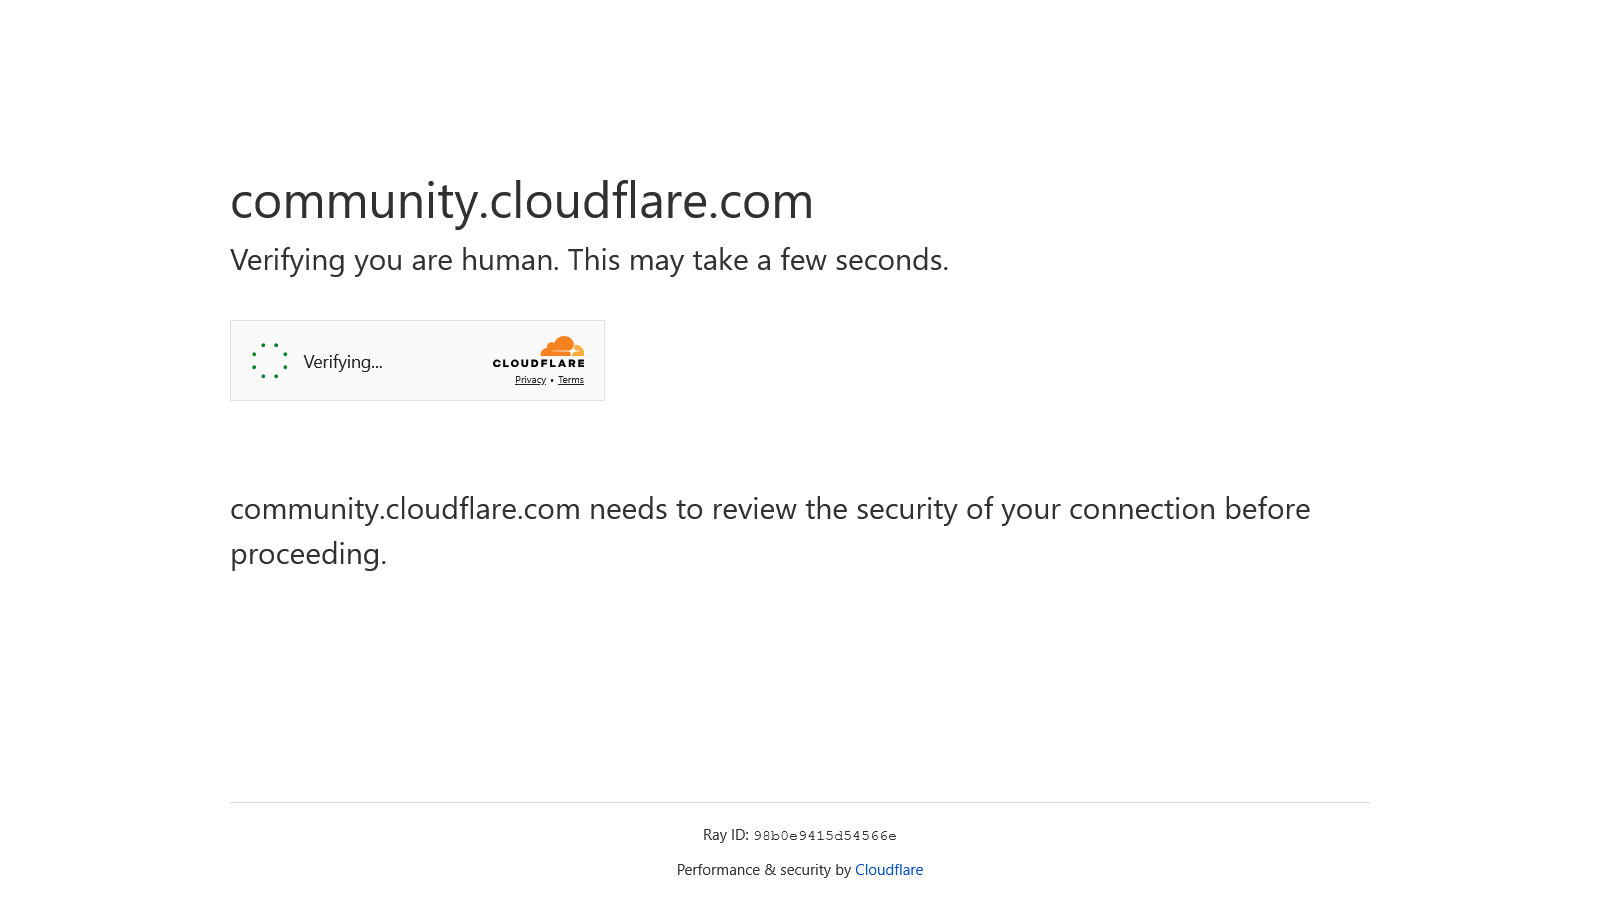 community.cloudflare.com
Verifying you are human. This may take a few seconds.
Verifying...
CLOUDFLARE
Privacy • Terms
community.cloudflare.com needs to review the security of your connection before
proceeding.
Ray ID: 98b0e9415d54566e
Performance & security by Cloudflare